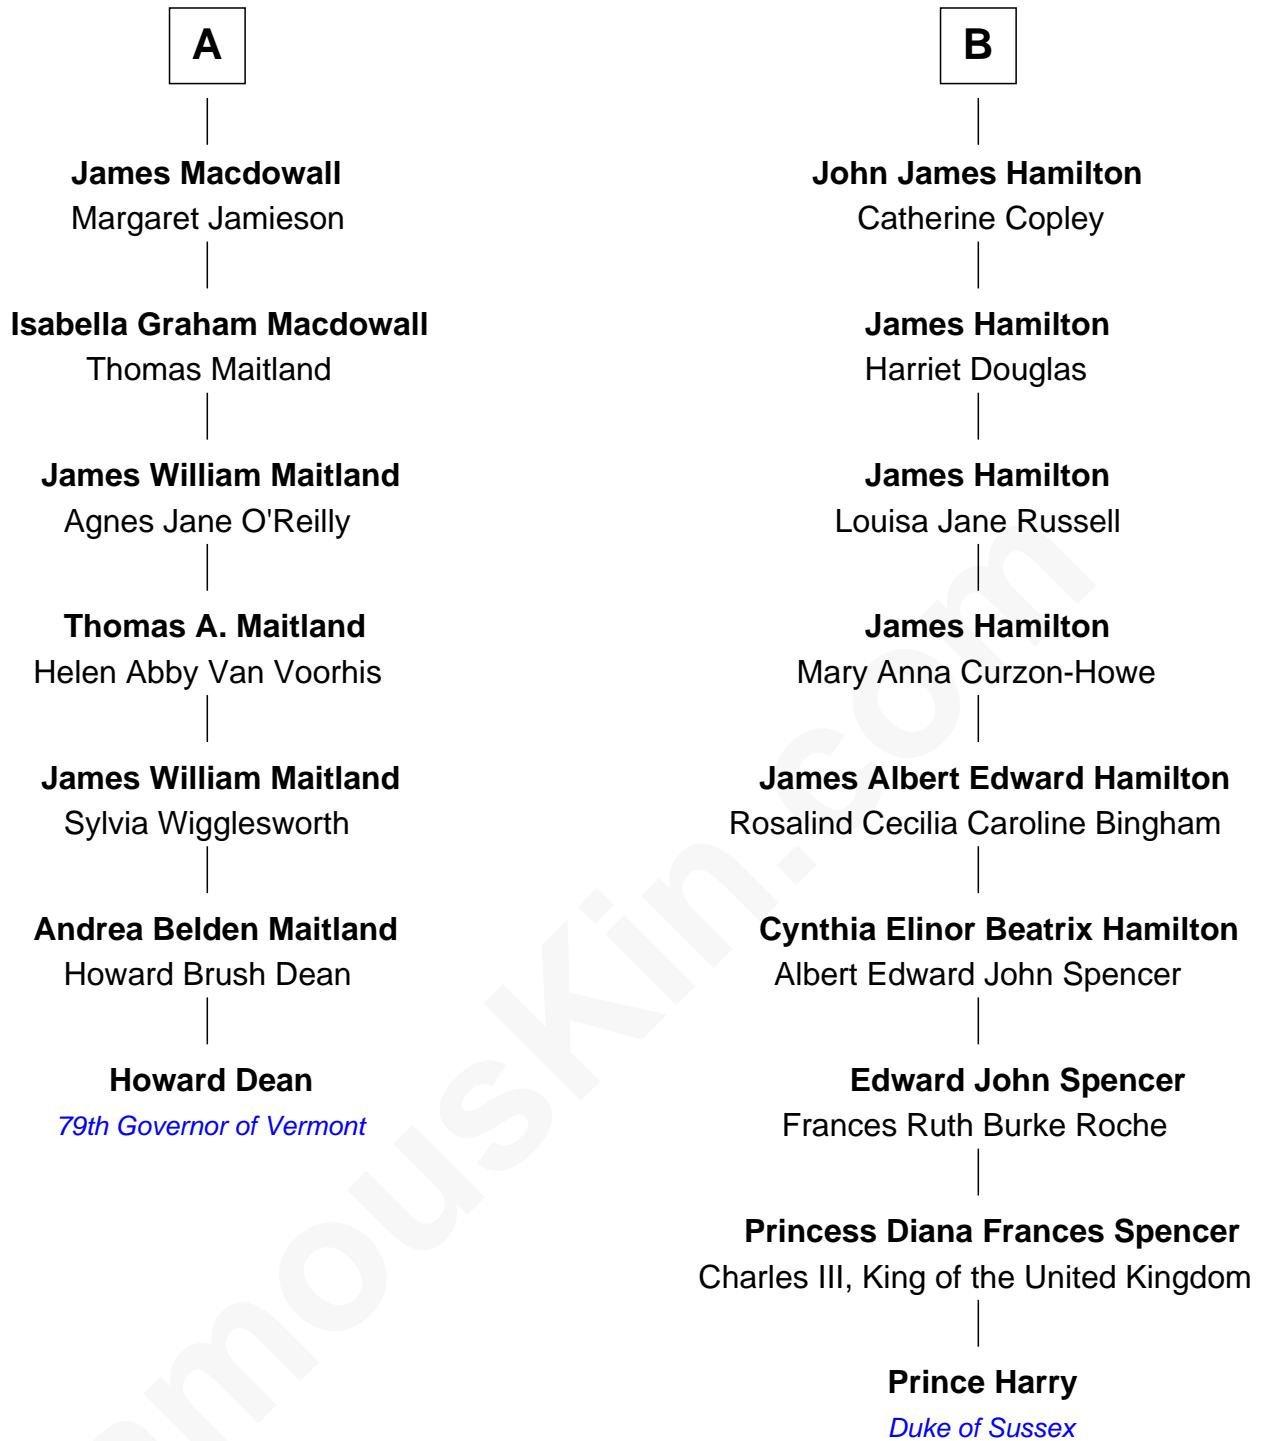 A
James Macdowall
Margaret Jamieson
Isabella Graham Macdowall
Thomas Maitland
James William Maitland
Agnes Jane O'Reilly
Thomas A. Maitland
Helen Abby Van Voorhis
James William Maitland
Sylvia Wigglesworth
Andrea Belden Maitland
Howard Brush Dean
Howard Dean
79th Governor of Vermont
B
John James Hamilton
Catherine Copley
James Hamilton
Harriet Douglas
James Hamilton
Louisa Jane Russell
James Hamilton
Mary Anna Curzon-Howe
James Albert Edward Hamilton
Rosalind Cecilia Caroline Bingham
Cynthia Elinor Beatrix Hamilton
Albert Edward John Spencer
Edward John Spencer
Frances Ruth Burke Roche
Princess Diana Frances Spencer
Charles III, King of the United Kingdom
Prince Harry
Duke of Sussex
amousKin.com